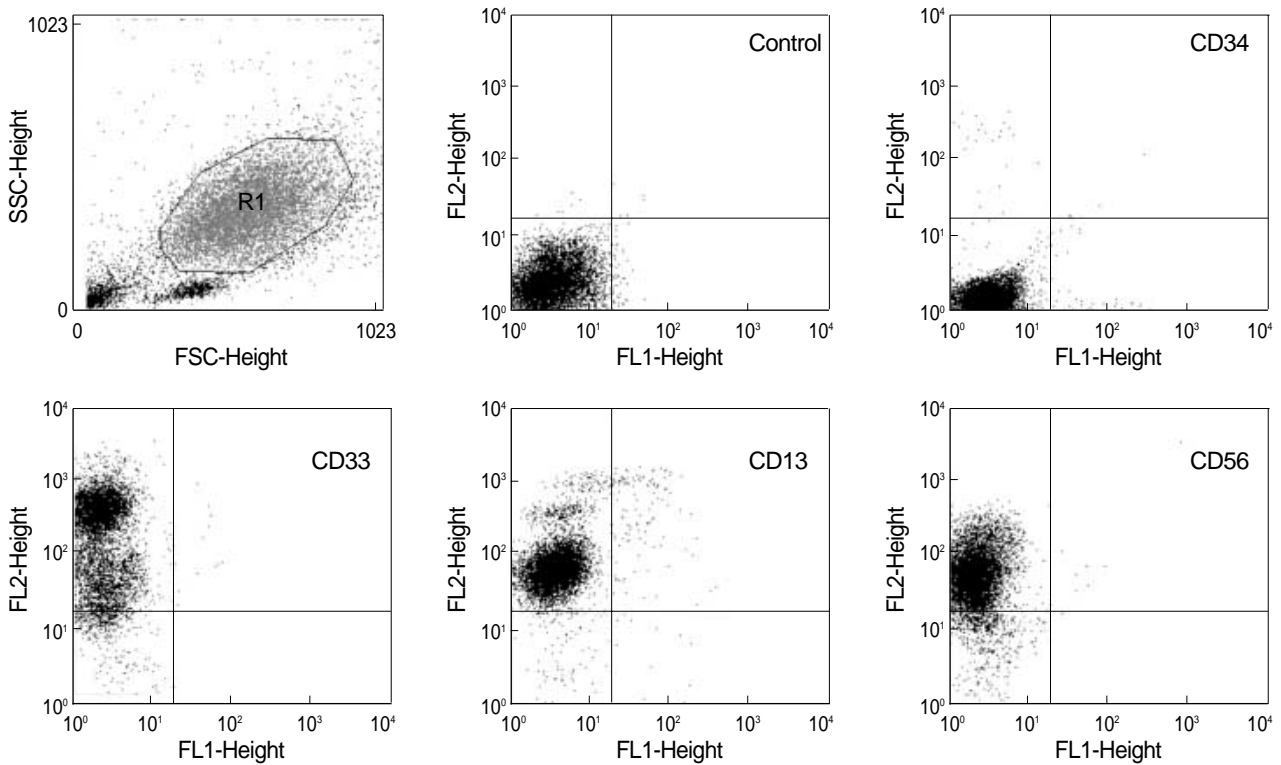 1023
SSC-Height
R1
0
0 1023
FSC-Height
10⁴
10³
10²
10¹
10⁰
FL2-Height
Control
10⁰ 10¹ 10² 10³ 10⁴
FL1-Height
10⁴
10³
10²
10¹
10⁰
FL2-Height
CD34
10⁰ 10¹ 10² 10³ 10⁴
FL1-Height
10⁴
10³
10²
10¹
10⁰
FL2-Height
CD33
10⁰ 10¹ 10² 10³ 10⁴
FL1-Height
10⁴
10³
10²
10¹
10⁰
FL2-Height
CD13
10⁰ 10¹ 10² 10³ 10⁴
FL1-Height
10⁴
10³
10²
10¹
10⁰
FL2-Height
CD56
10⁰ 10¹ 10² 10³ 10⁴
FL1-Height